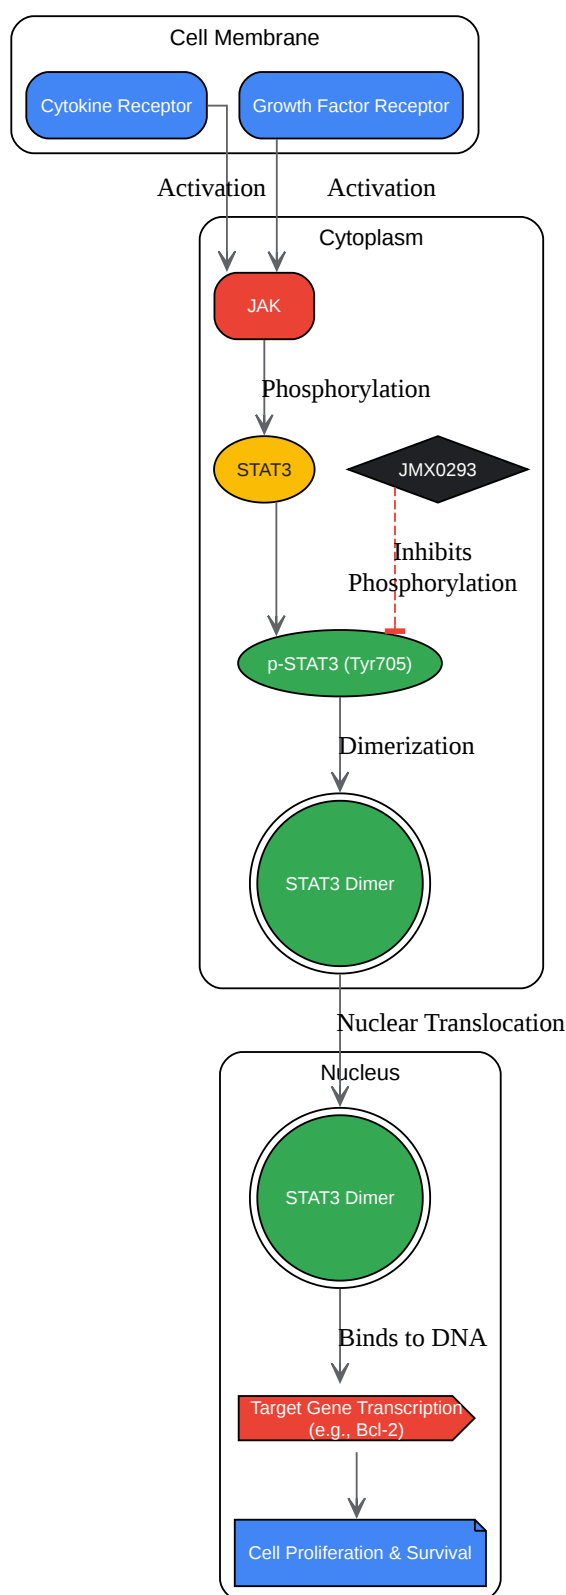 Cell Membrane
Cytokine Receptor
Growth Factor Receptor
Activation
Activation
Cytoplasm
JAK
Phosphorylation
STAT3
JMX0293
Inhibits
Phosphorylation
p-STAT3 (Tyr705)
Dimerization
STAT3 Dimer
Nuclear Translocation
Nucleus
STAT3 Dimer
Binds to DNA
Target Gene Transcription
(e.g., Bcl-2)
Cell Proliferation & Survival